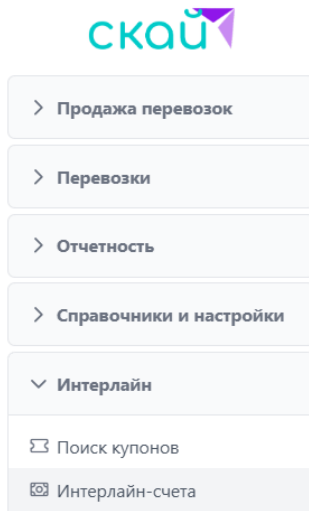 скай
Продажа перевозок
Перевозки
Отчетность
Справочники и настройки
Интерлайн
Поиск купонов
Интерлайн-счета